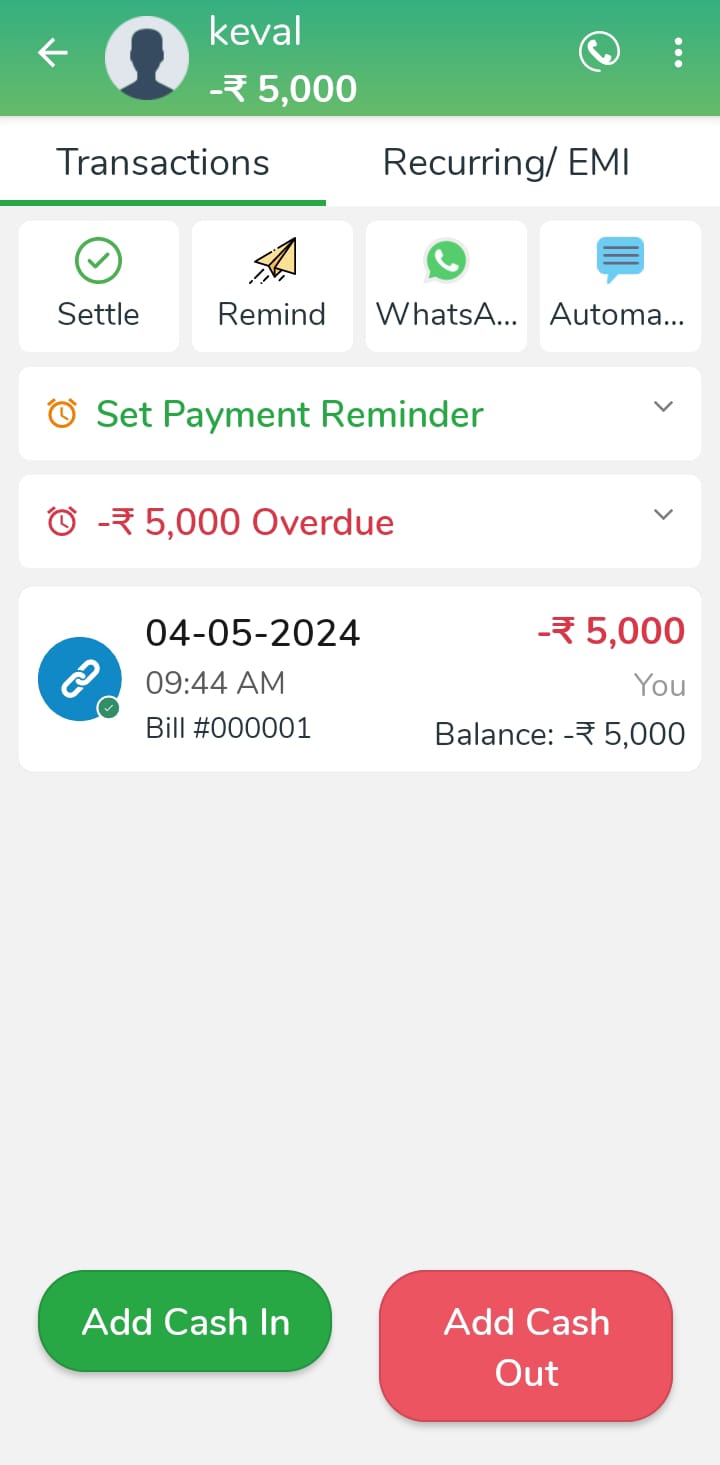 keval
-₹ 5,000
Transactions
Recurring/ EMI
Settle
Remind
WhatsA...
Automa...
Set Payment Reminder
-₹ 5,000 Overdue
04-05-2024
-₹ 5,000
09:44 AM
You
Bill #000001
Balance: -₹ 5,000
Add Cash In
Add Cash
Out